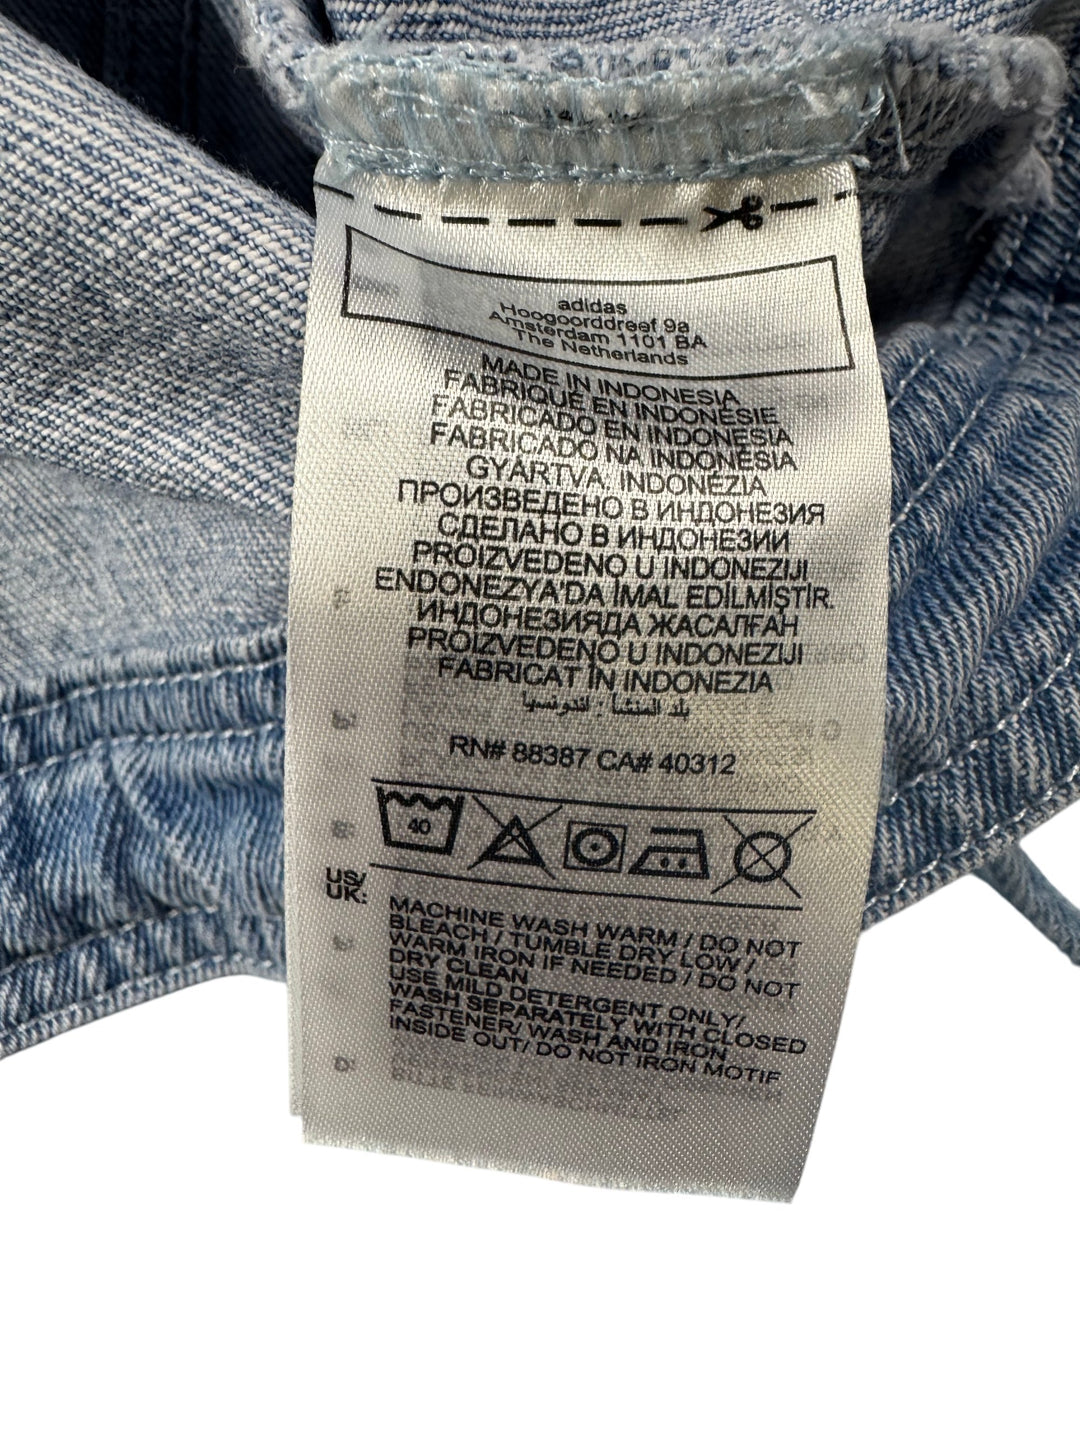 adidas
Hoogoorddreef 9a
Amsterdam 1101 BA
The Netherlands
MADE IN INDONESIA
FABRIQUÉ EN INDONÉSIE
FABRICADO EN INDONESIA
FABRICADO NA INDONÉSIA
GYÁRTVA: INDONÉZIA
ПРОИЗВЕДЕНО В ИНДОНЕЗИЯ
СДЕЛАНО В ИНДОНЕЗИИ
PROIZVEDENO U INDONEZIJI
ENDONEZYA'DA İMAL EDİLMİŞTİR.
ИНДОНЕЗИЯДА ЖАСАЛҒАН
PROIZVEDENO U INDONEZIJI
FABRICAT ÎN INDONEZIA
بلد المنشأ : اندونسيا
RN# 88387 CA# 40312
40
US/
UK:
MACHINE WASH WARM / DO NOT
BLEACH / TUMBLE DRY LOW /
WARM IRON IF NEEDED / DO NOT
DRY CLEAN
USE MILD DETERGENT ONLY/
WASH SEPARATELY WITH CLOSED
FASTENER/ WASH AND IRON
INSIDE OUT/ DO NOT IRON MOTIF